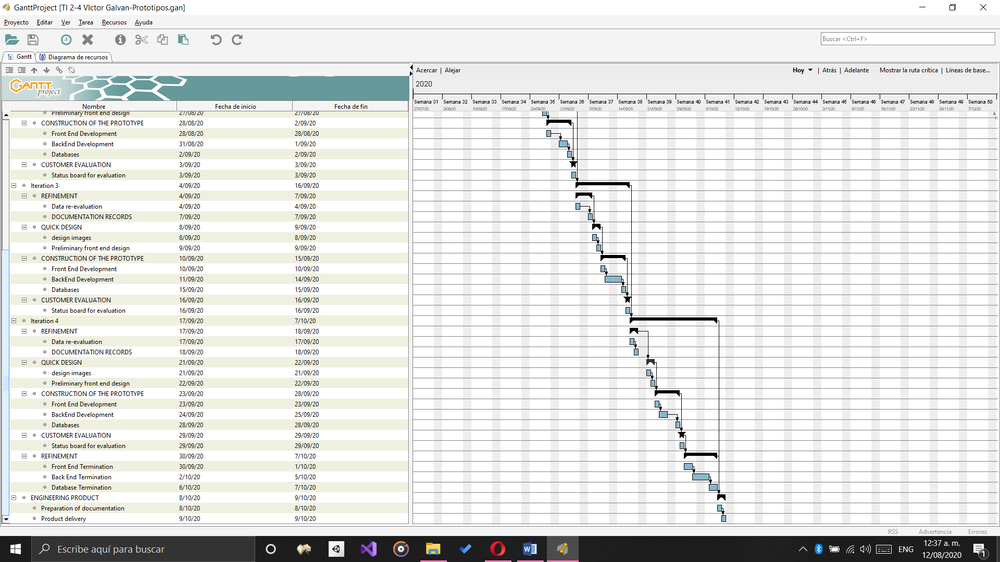 GanttProject [TI 2-4 VIctor Galvan-Prototipos.gan]
Proyecto Editar Ver Tarea Recursos Ayuda
Buscar <Ctrl+F>
Gantt Diagrama de recursos
Acercar | Alejar Hoy | Atrás | Adelante Mostrar la ruta crítica | Líneas de base...
GANTT project
2020
Semana 31 Semana 32 Semana 33 Semana 34 Semana 35 Semana 36 Semana 37 Semana 38 Semana 39 Semana 40 Semana 41 Semana 42 Semana 43 Semana 44 Semana 45 Semana 46 Semana 47 Semana 48 Semana 49 Semana 50
27/07/20 3/08/20 10/08/20 17/08/20 24/08/20 31/08/20 7/09/20 14/09/20 21/09/20 28/09/20 5/10/20 12/10/20 19/10/20 26/10/20 2/11/20 9/11/20 16/11/20 23/11/20 30/11/20 7/12/20
Nombre Fecha de inicio Fecha de fin
Preliminary front end design 27/08/20 27/08/20
CONSTRUCTION OF THE PROTOTYPE 28/08/20 2/09/20
Front End Development 28/08/20 28/08/20
BackEnd Development 31/08/20 1/09/20
Databases 2/09/20 2/09/20
CUSTOMER EVALUATION 3/09/20 3/09/20
Status board for evaluation 3/09/20 3/09/20
Iteration 3 4/09/20 16/09/20
REFINEMENT 4/09/20 7/09/20
Data re-evaluation 4/09/20 4/09/20
DOCUMENTATION RECORDS 7/09/20 7/09/20
QUICK DESIGN 8/09/20 9/09/20
design images 8/09/20 8/09/20
Preliminary front end design 9/09/20 9/09/20
CONSTRUCTION OF THE PROTOTYPE 10/09/20 15/09/20
Front End Development 10/09/20 10/09/20
BackEnd Development 11/09/20 14/09/20
Databases 15/09/20 15/09/20
CUSTOMER EVALUATION 16/09/20 16/09/20
Status board for evaluation 16/09/20 16/09/20
Iteration 4 17/09/20 7/10/20
REFINEMENT 17/09/20 18/09/20
Data re-evaluation 17/09/20 17/09/20
DOCUMENTATION RECORDS 18/09/20 18/09/20
QUICK DESIGN 21/09/20 22/09/20
design images 21/09/20 21/09/20
Preliminary front end design 22/09/20 22/09/20
CONSTRUCTION OF THE PROTOTYPE 23/09/20 28/09/20
Front End Development 23/09/20 23/09/20
BackEnd Development 24/09/20 25/09/20
Databases 28/09/20 28/09/20
CUSTOMER EVALUATION 29/09/20 29/09/20
Status board for evaluation 29/09/20 29/09/20
REFINEMENT 30/09/20 7/10/20
Front End Termination 30/09/20 1/10/20
Back End Termination 2/10/20 5/10/20
Database Termination 6/10/20 7/10/20
ENGINEERING PRODUCT 8/10/20 9/10/20
Preparation of documentation 8/10/20 8/10/20
Product delivery 9/10/20 9/10/20
RSS Advertencia Errores
Escribe aquí para buscar
ENG
12:37 a. m.
12/08/2020
1